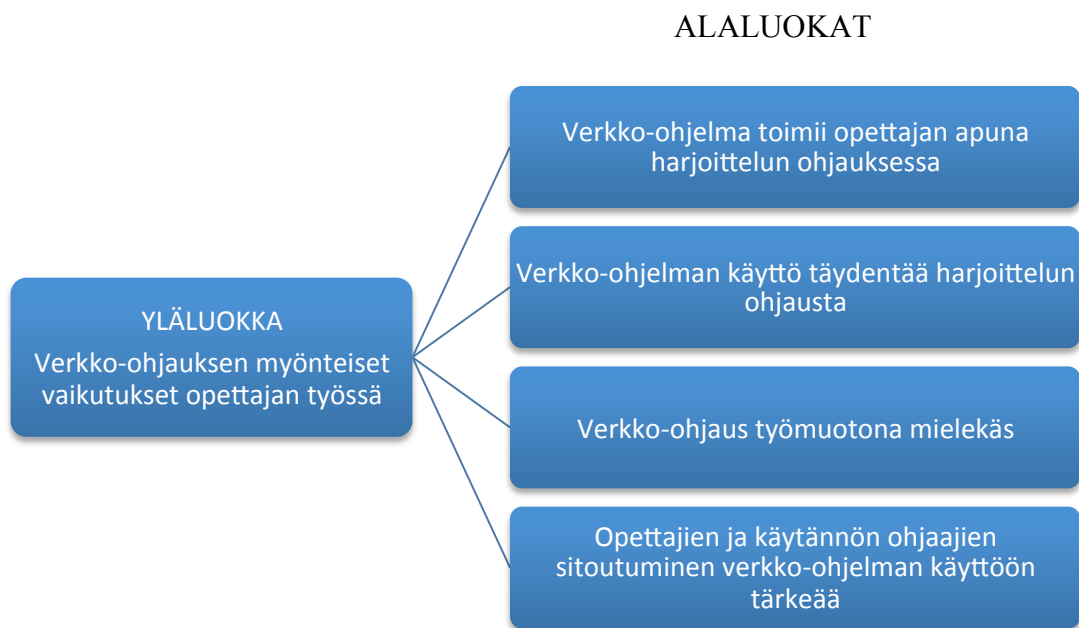 ALALUOKAT
Verkko-ohjelma toimii opettajan apuna
harjoittelun ohjauksessa
Verkko-ohjelman käyttö täydentää harjoittelun
ohjausta
YLÄLUOKKA
Verkko-ohjauksen myönteiset
vaikutukset opettajan työssä
Verkko-ohjaus työmuotona mielekäs
Opettajien ja käytännön ohjaajien
sitoutuminen verkko-ohjelman käyttöön
tärkeää